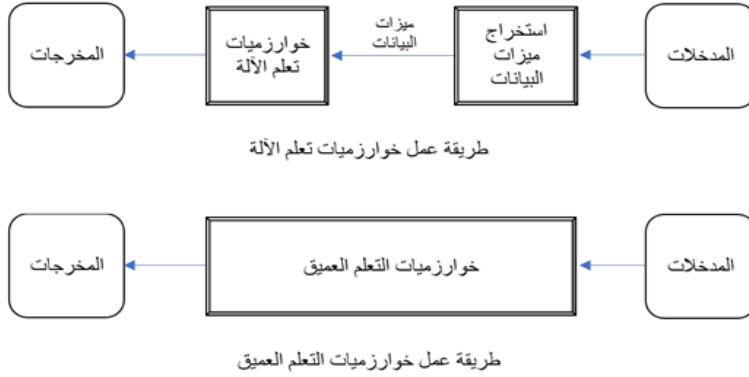 المدخلات
استخراج
ميزات
البيانات
ميزات
البيانات
خوارزميات
تعلم الآلة
المخرجات
طريقة عمل خوارزميات تعلم الآلة
المدخلات
خوارزميات التعلم العميق
المخرجات
طريقة عمل خوارزميات التعلم العميق